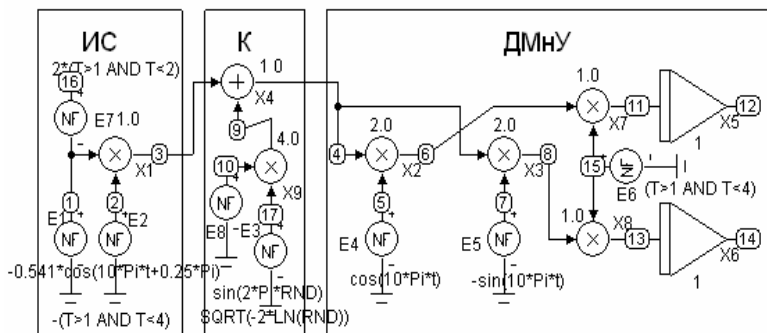 ИС
К
ДМнУ
2*(T>1 AND T<2)
16
NF
E7
1.0
X1
3
1
2
E1
NF
E2
NF
-0.541*cos(10*Pi*t+0.25*Pi)
-(T>1 AND T<4)
1.0
X4
9
4.0
10
X9
NF
17
E8
-E3
NF
sin(2*Pi*RND)
SQRT(-2*LN(RND))
4
2.0
6
X2
5
E4
NF
cos(10*Pi*t)
2.0
8
X3
7
E5
NF
-sin(10*Pi*t)
1.0
11
X7
12
X5
1
15
NF
E6
(T>1 AND T<4)
1.0
X8
13
14
X6
1